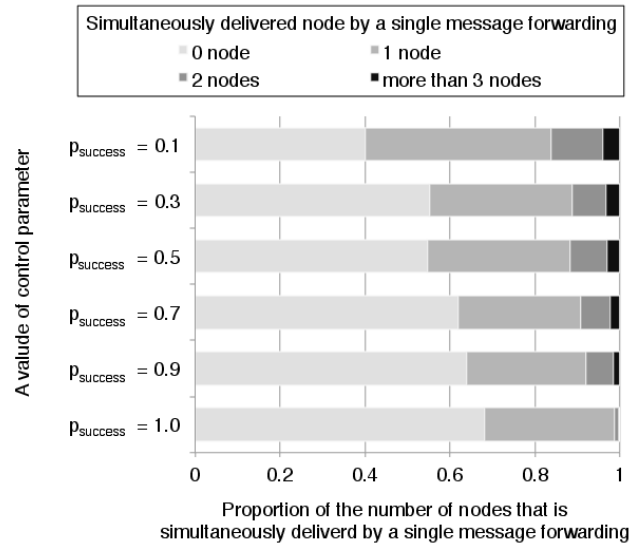 Simultaneously delivered node by a single message forwarding
0 node
1 node
2 nodes
more than 3 nodes
A valude of control parameter
psuccess = 0.1
psuccess = 0.3
psuccess = 0.5
psuccess = 0.7
psuccess = 0.9
psuccess = 1.0
0 0.2 0.4 0.6 0.8 1
Proportion of the number of nodes that is
simultaneously deliverd by a single message forwarding